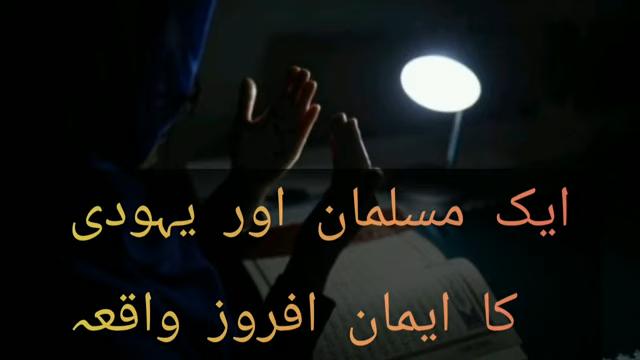 ایک مسلمان اور یہودی
کا ایمان افروز واقعہ